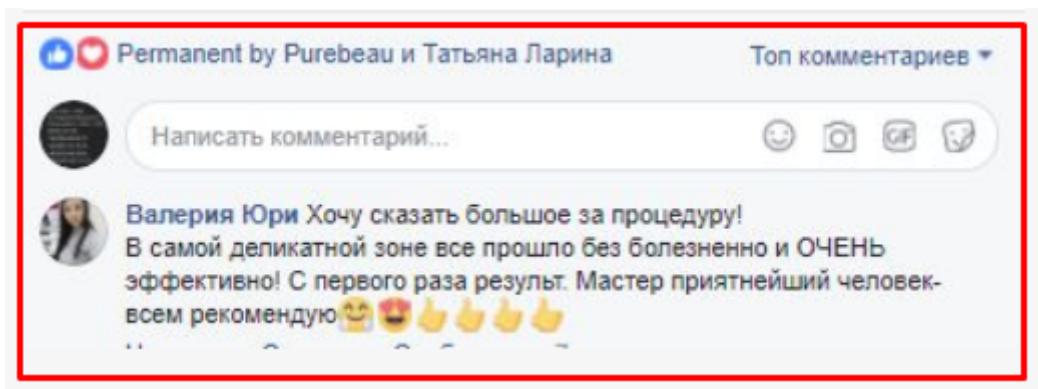 Permanent by Purebeau и Татьяна Ларина
Топ комментариев
Написать комментарий...
GIF
Валерия Юри Хочу сказать большое за процедуру!
В самой деликатной зоне все прошло без болезненно и ОЧЕНЬ
эффективно! С первого раза результ. Мастер приятнейший человек-
всем рекомендую